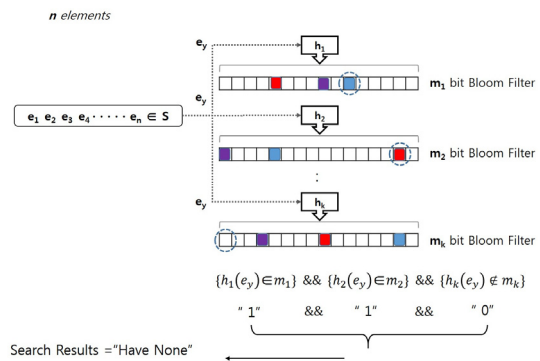 n elements
e_y
h_1
m_1 bit Bloom Filter
e_y
e_1 e_2 e_3 e_4 · · · · · e_n ∈ S
h_2
m_2 bit Bloom Filter
:
e_y
h_k
m_k bit Bloom Filter
{h_1(e_y)∈m_1} && {h_2(e_y)∈m_2} && {h_k(e_y) ∉ m_k}
" 1" && " 1" && " 0"
Search Results ="Have None"